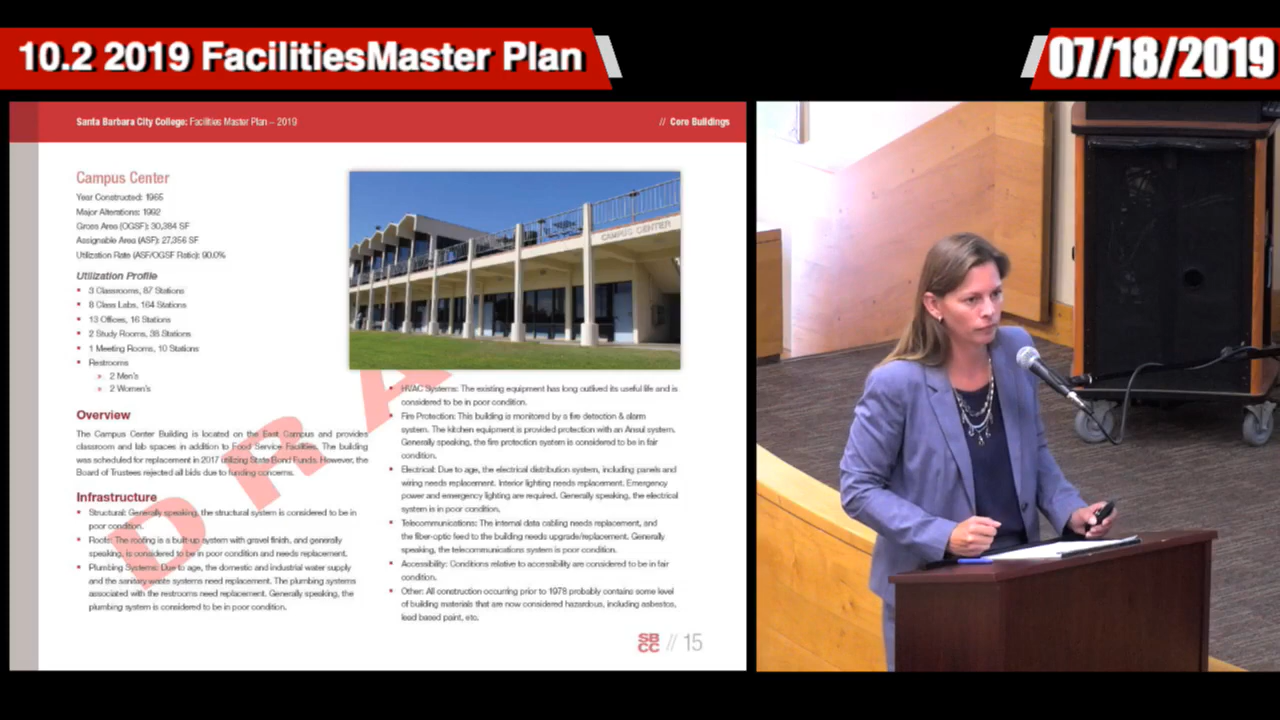 10.2 2019 FacilitiesMaster Plan
07/18/2019
Santa Barbara City College: Facilities Master Plan – 2019
// Core Buildings
Campus Center
Year Constructed: 1965
Major Alterations: 1992
Gross Area (OGSF): 30,384 SF
Assignable Area (ASF): 27,356 SF
Utilization Rate (ASF/OGSF Ratio): 90.0%
Utilization Profile
3 Classrooms, 87 Stations
8 Class Labs, 164 Stations
13 Offices, 16 Stations
2 Study Rooms, 38 Stations
1 Meeting Rooms, 10 Stations
Restrooms
» 2 Men's
» 2 Women's
Overview
The Campus Center Building is located on the East Campus and provides
classroom and lab spaces in addition to Food Service Facilities. The building
was scheduled for replacement in 2017 utilizing State Bond Funds. However, the
Board of Trustees rejected all bids due to funding concerns.
Infrastructure
Structural: Generally speaking, the structural system is considered to be in
poor condition.
Roofs: The roofing is a built-up system with gravel finish, and generally
speaking, is considered to be in poor condition and needs replacement.
Plumbing Systems: Due to age, the domestic and industrial water supply
and the sanitary waste systems need replacement. The plumbing systems
associated with the restrooms need replacement. Generally speaking, the
plumbing system is considered to be in poor condition.
CAMPUS CENTER
HVAC Systems: The existing equipment has long outlived its useful life and is
considered to be in poor condition.
Fire Protection: This building is monitored by a fire detection & alarm
system. The kitchen equipment is provided protection with an Ansul system.
Generally speaking, the fire protection system is considered to be in fair
condition.
Electrical: Due to age, the electrical distribution system, including panels and
wiring needs replacement. Interior lighting needs replacement. Emergency
power and emergency lighting are required. Generally speaking, the electrical
system is in poor condition.
Telecommunications: The internal data cabling needs replacement, and
the fiber-optic feed to the building needs upgrade/replacement. Generally
speaking, the telecommunications system is poor condition.
Accessibility: Conditions relative to accessibility are considered to be in fair
condition.
Other: All construction occurring prior to 1978 probably contains some level
of building materials that are now considered hazardous, including asbestos,
lead based paint, etc.
DRA
SB
CC // 15